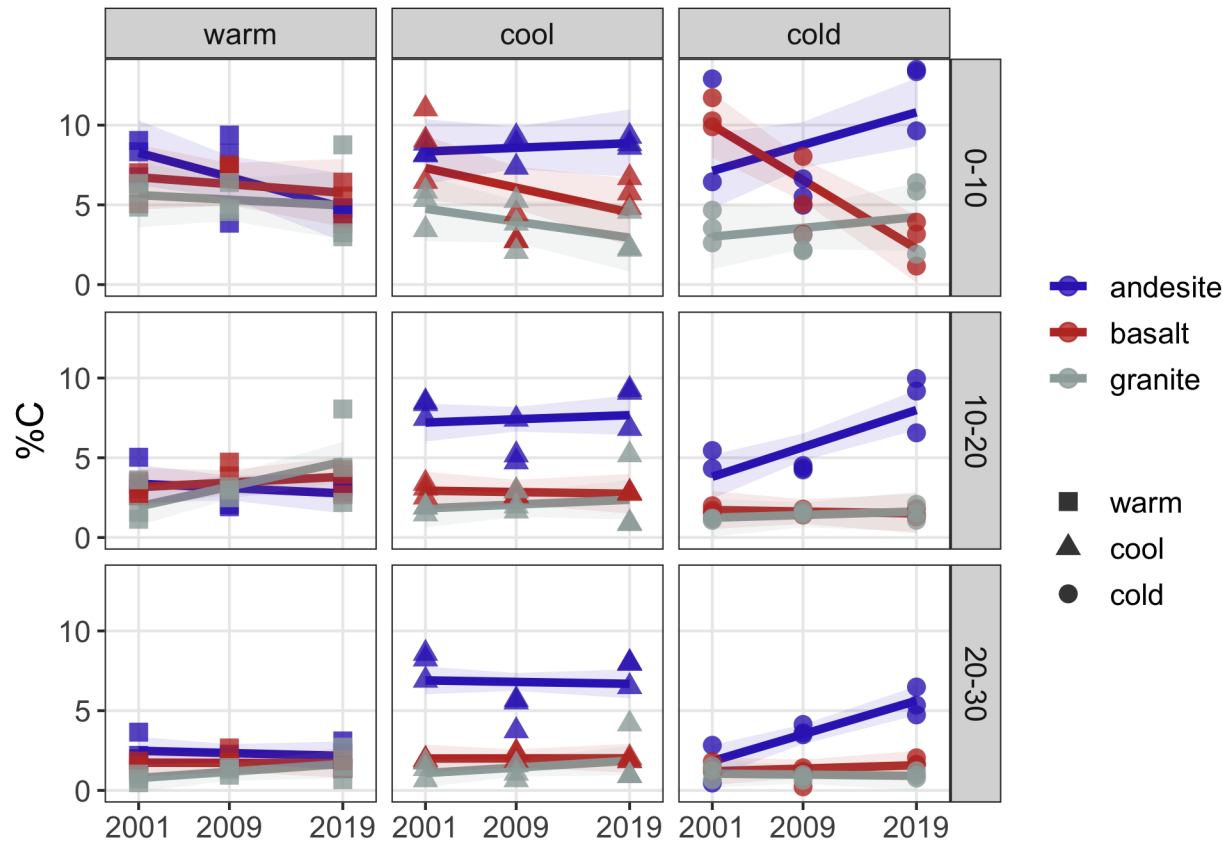 warm cool cold
10
5
0
0-10
10
5
0
10-20
10
5
0
20-30
%C
2001 2009 2019 2001 2009 2019 2001 2009 2019
andesite
basalt
granite
warm
cool
cold